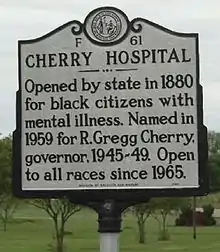 F 61
CHERRY HOSPITAL
Opened by state in 1880
for black citizens with
mental illness. Named in
1959 for R. Gregg Cherry,
governor, 1945-49. Open
to all races since 1965.